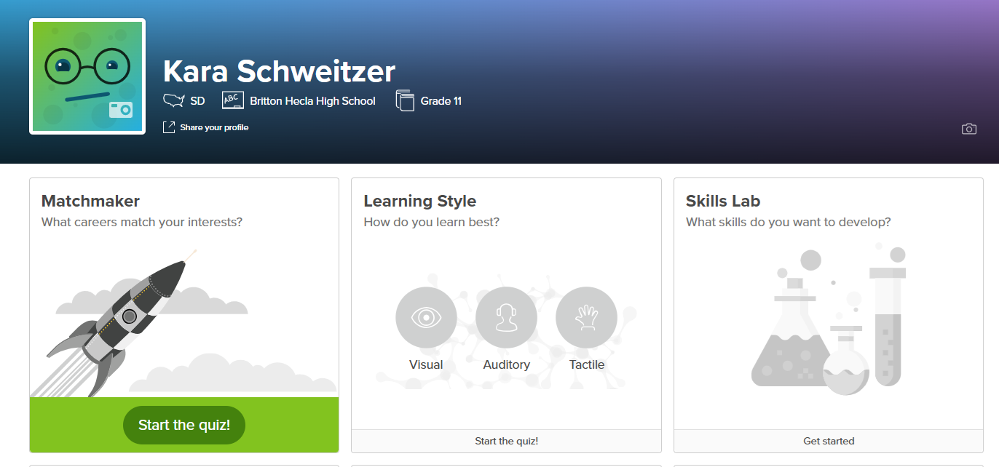 Kara Schweitzer
SD
ABC
Britton Hecla High School
Grade 11
Share your profile
Matchmaker
What careers match your interests?
Start the quiz!
Learning Style
How do you learn best?
Visual
Auditory
Tactile
Start the quiz!
Skills Lab
What skills do you want to develop?
Get started